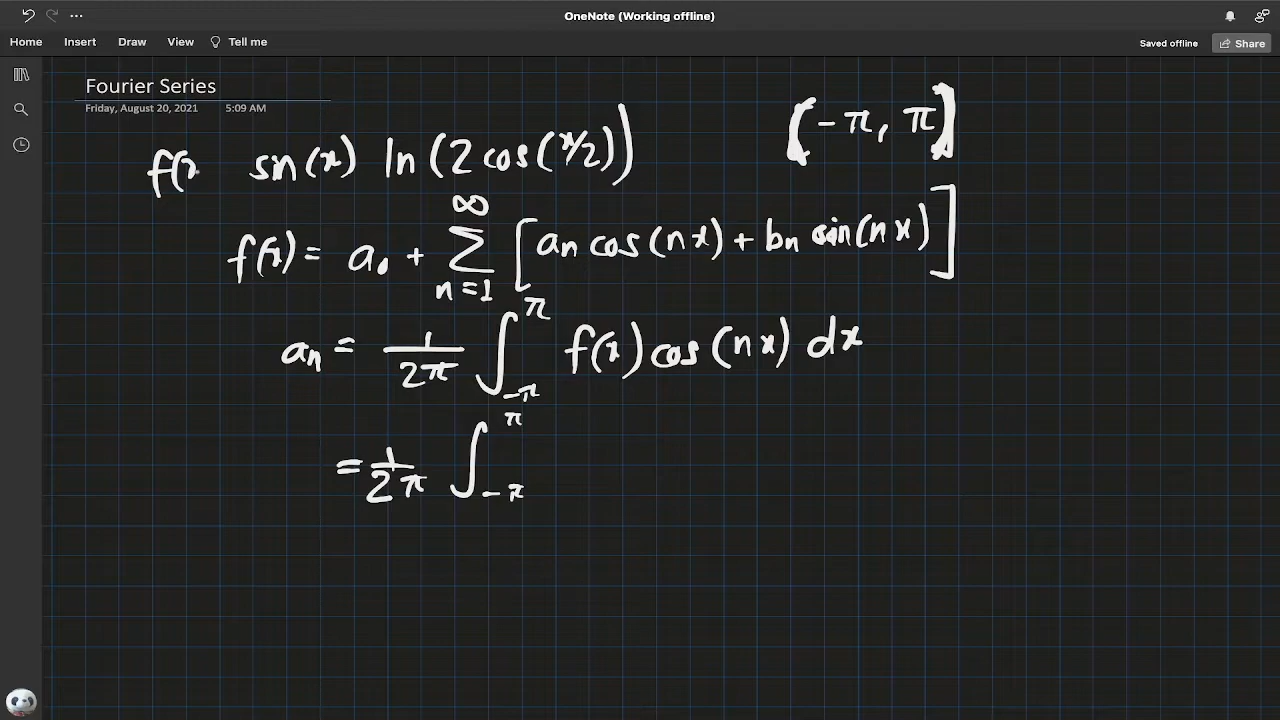 OneNote (Working offline)
Home Insert Draw View Tell me
Saved offline Share
Fourier Series
Friday, August 20, 2021 5:09 AM
[-π, π]
f(x sin(x) ln(2 cos(x/2))
f(x) = a₀ + ∑_{n=1}^{∞} [aₙ cos(nx) + bₙ sin(nx)]
aₙ = 1/2π ∫_{-π}^{π} f(x) cos(nx) dx
= 1/2π ∫_{-π}^{π}